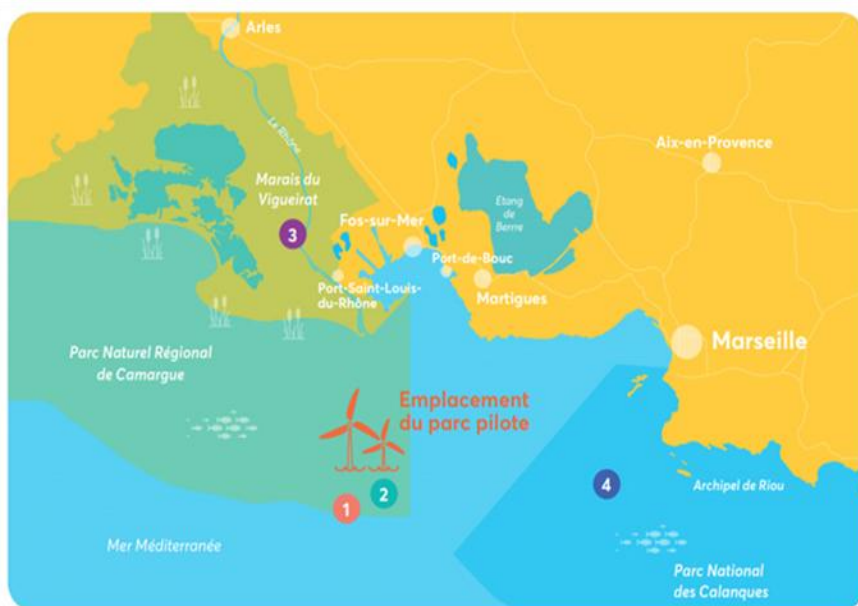 Arles
Le Rhône
Aix-en-Provence
Marais du
Vigueirat
Etang
de
Berre
3
Fos-sur-Mer
Port-de-Bouc
Port-Saint-Louis-
du-Rhône
Martigues
Marseille
Parc Naturel Régional
de Camargue
Emplacement
du parc pilote
1
2
4
Archipel de Riou
Mer Méditerranée
Parc National
des Calanques